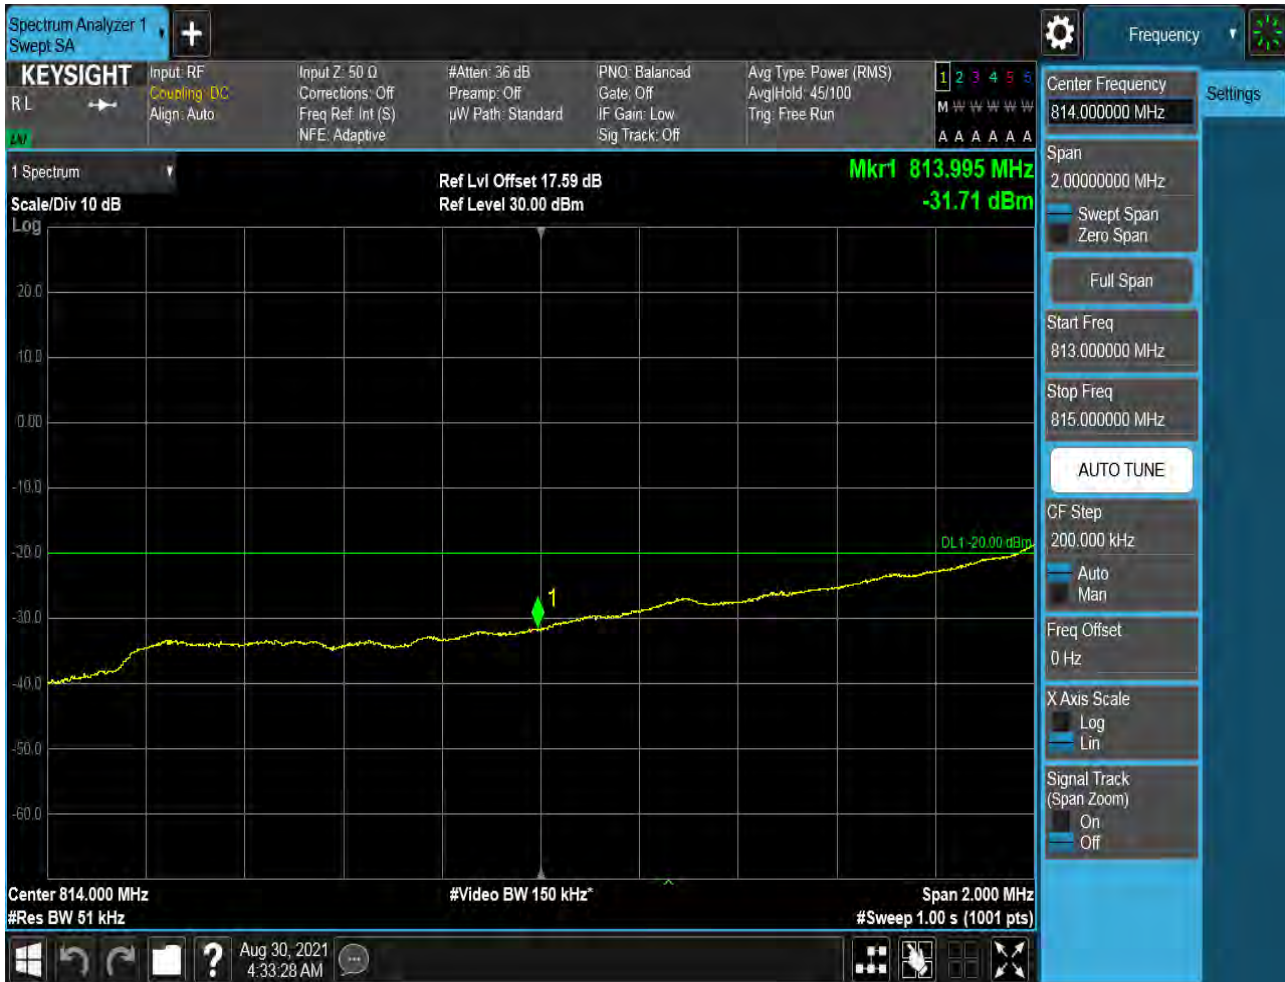 Spectrum Analyzer 1
Swept SA
Frequency
KEYSIGHT
R L
LXI
Input: RF
Coupling: DC
Align: Auto
Input Z: 50 Ω
Corrections: Off
Freq Ref: Int (S)
NFE: Adaptive
#Atten: 36 dB
Preamp: Off
µW Path: Standard
PNO: Balanced
Gate: Off
IF Gain: Low
Sig Track: Off
Avg Type: Power (RMS)
Avg|Hold: 45/100
Trig: Free Run
1 2 3 4 5 6
M W W W W W
A A A A A A
1 Spectrum
Scale/Div 10 dB
Log
Ref Lvl Offset 17.59 dB
Ref Level 30.00 dBm
Mkr1 813.995 MHz
-31.71 dBm
20.0
10.0
0.00
-10.0
-20.0
-30.0
-40.0
-50.0
-60.0
DL1 -20.00 dBm
1
Center 814.000 MHz
#Res BW 51 kHz
#Video BW 150 kHz*
Span 2.000 MHz
#Sweep 1.00 s (1001 pts)
Aug 30, 2021
4:33:28 AM
Center Frequency
814.000000 MHz
Settings
Span
2.00000000 MHz
Swept Span
Zero Span
Full Span
Start Freq
813.000000 MHz
Stop Freq
815.000000 MHz
AUTO TUNE
CF Step
200.000 kHz
Auto
Man
Freq Offset
0 Hz
X Axis Scale
Log
Lin
Signal Track
(Span Zoom)
On
Off